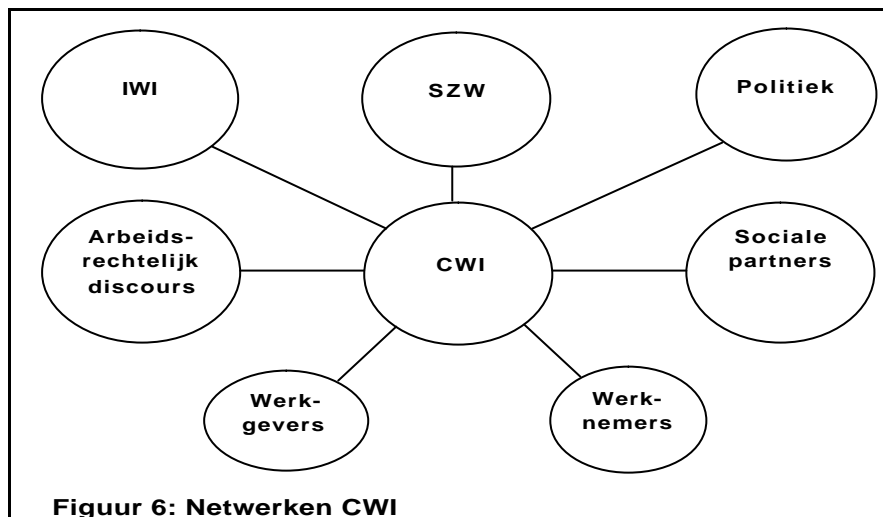 IWI
SZW
Politiek
Arbeids-
rechtelijk
discours
CWI
Sociale
partners
Werk-
gevers
Werk-
nemers
Figuur 6: Netwerken CWI